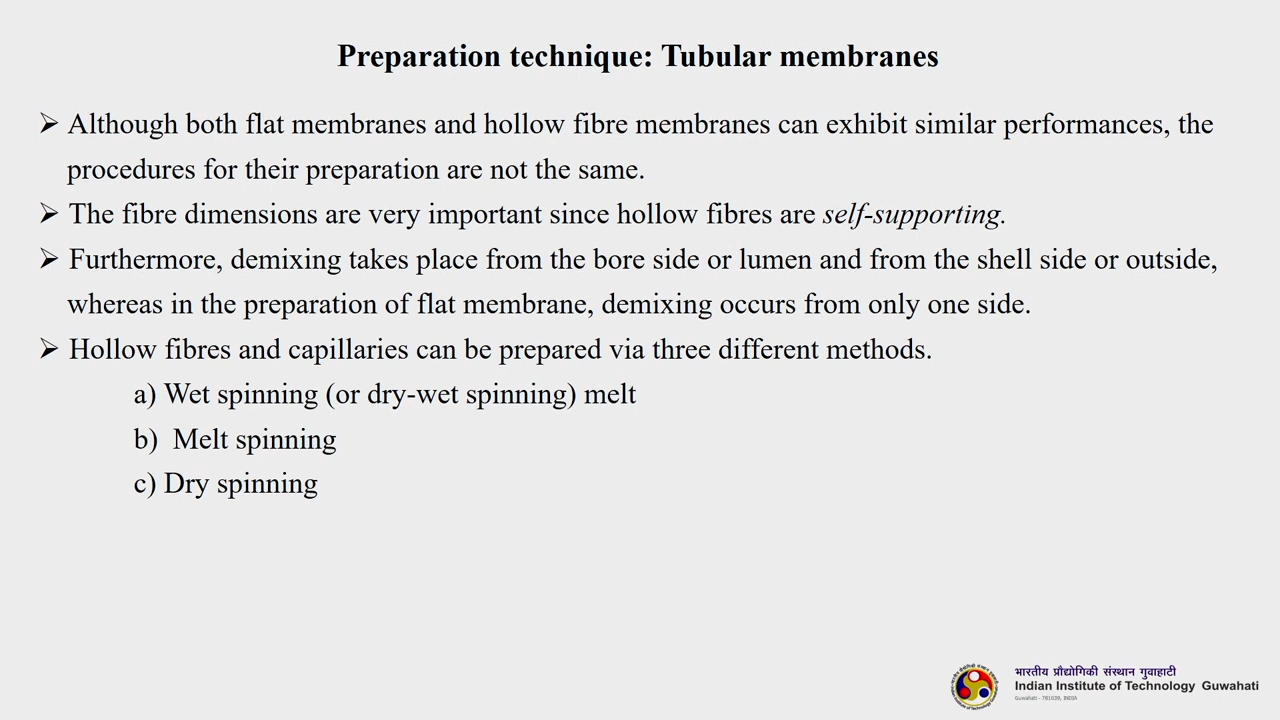 Preparation technique: Tubular membranes
➢ Although both flat membranes and hollow fibre membranes can exhibit similar performances, the
procedures for their preparation are not the same.
➢ The fibre dimensions are very important since hollow fibres are self-supporting.
➢ Furthermore, demixing takes place from the bore side or lumen and from the shell side or outside,
whereas in the preparation of flat membrane, demixing occurs from only one side.
➢ Hollow fibres and capillaries can be prepared via three different methods.
a) Wet spinning (or dry-wet spinning) melt
b) Melt spinning
c) Dry spinning
भारतीय प्रौद्योगिकी संस्थान गुवाहाटी
Indian Institute of Technology Guwahati
Guwahati - 781039, INDIA